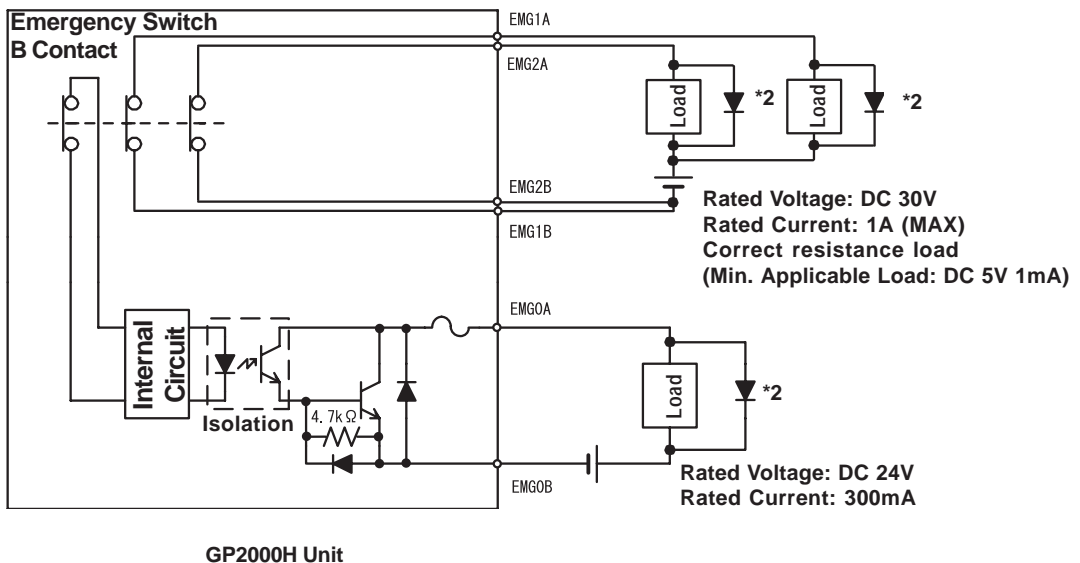 Emergency Switch
B Contact
EMG1A
EMG2A
Load
*2
Load
*2
EMG2B
EMG1B
Rated Voltage: DC 30V
Rated Current: 1A (MAX)
Correct resistance load
(Min. Applicable Load: DC 5V 1mA)
EMG0A
Internal
Circuit
Isolation
4.7kΩ
Load
*2
EMG0B
Rated Voltage: DC 24V
Rated Current: 300mA
GP2000H Unit